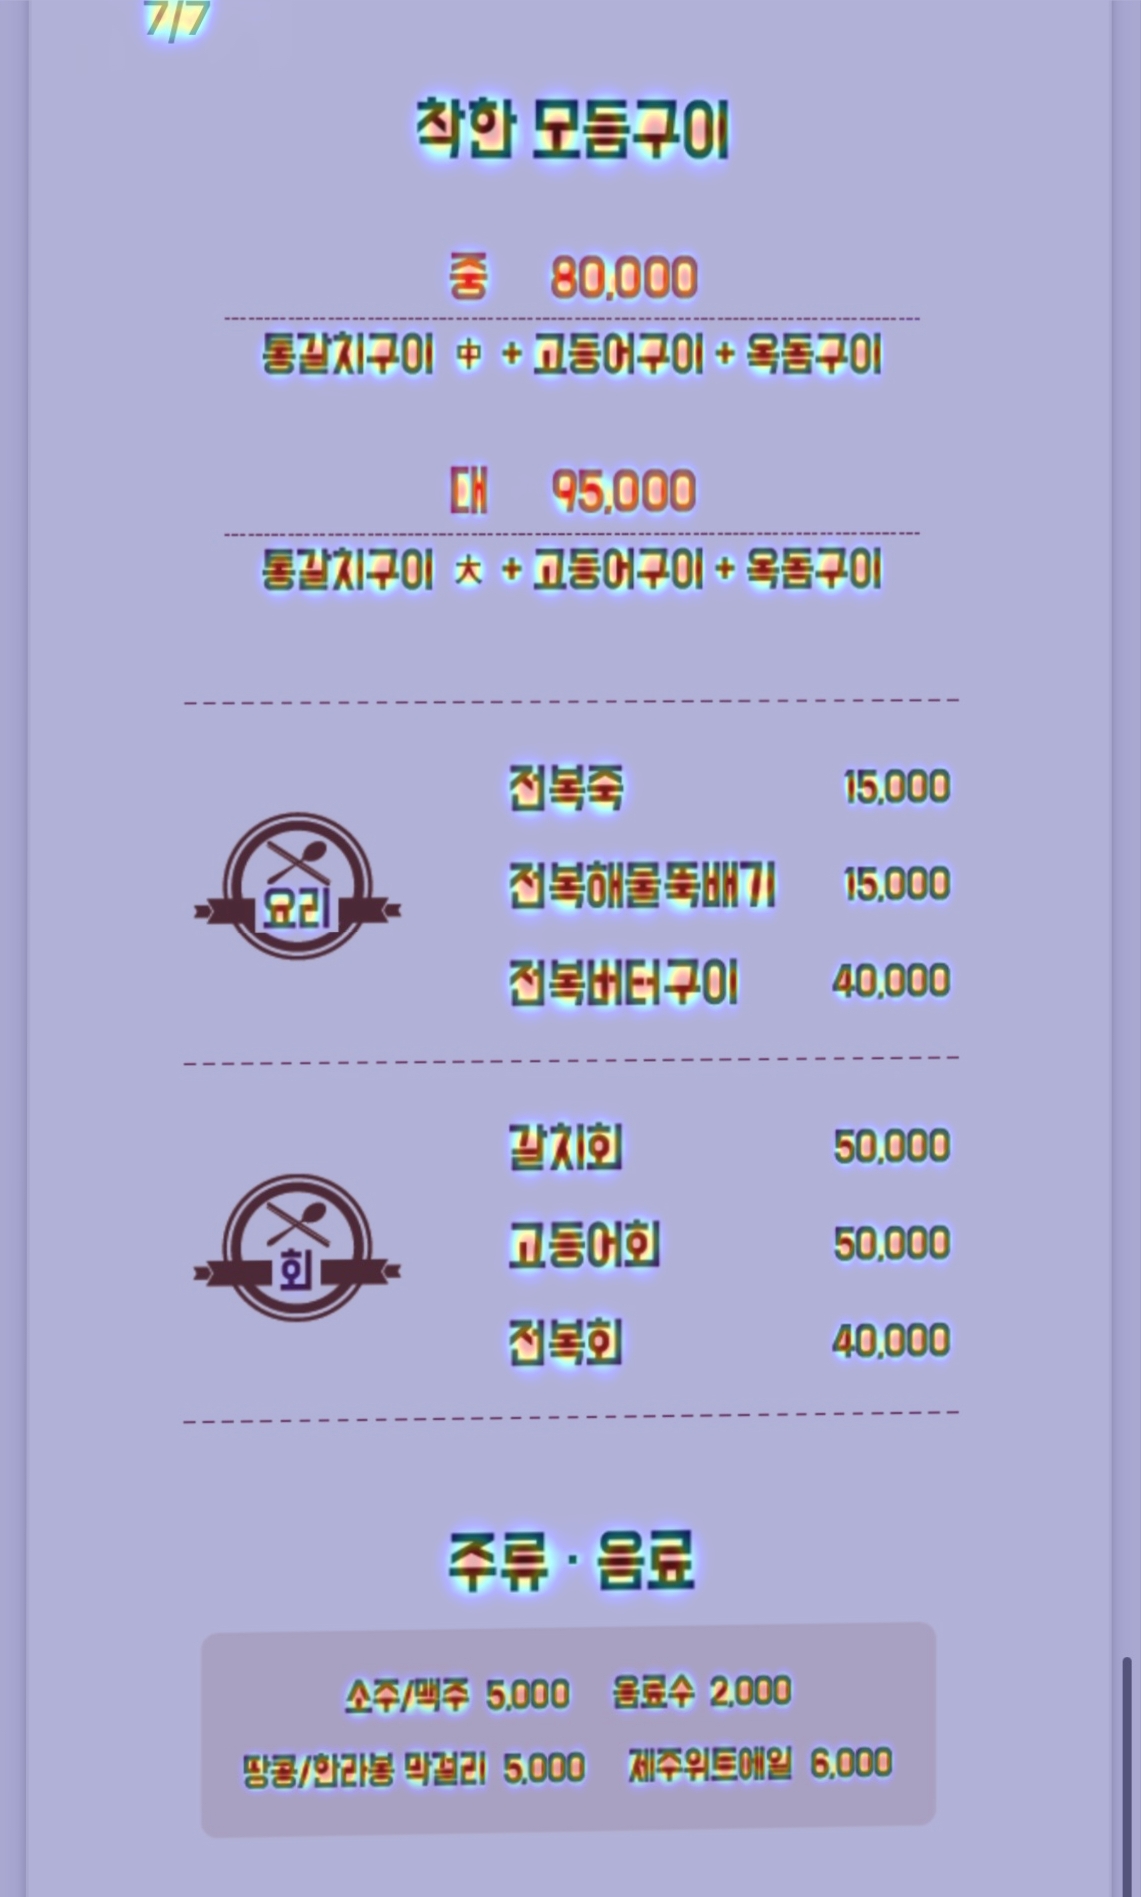 7/7
착한 모듬구이
중 80,000
통갈치구이 中 + 고등어구이 + 옥돔구이
대 95,000
통갈치구이 大 + 고등어구이 + 옥돔구이
요리
전복죽 15,000
전복해물뚝배기 15,000
전복버터구이 40,000
회
갈치회 50,000
고등어회 50,000
전복회 40,000
주류 · 음료
소주/맥주 5,000 음료수 2,000
땅콩/한라봉 막걸리 5,000 제주위트에일 6,000